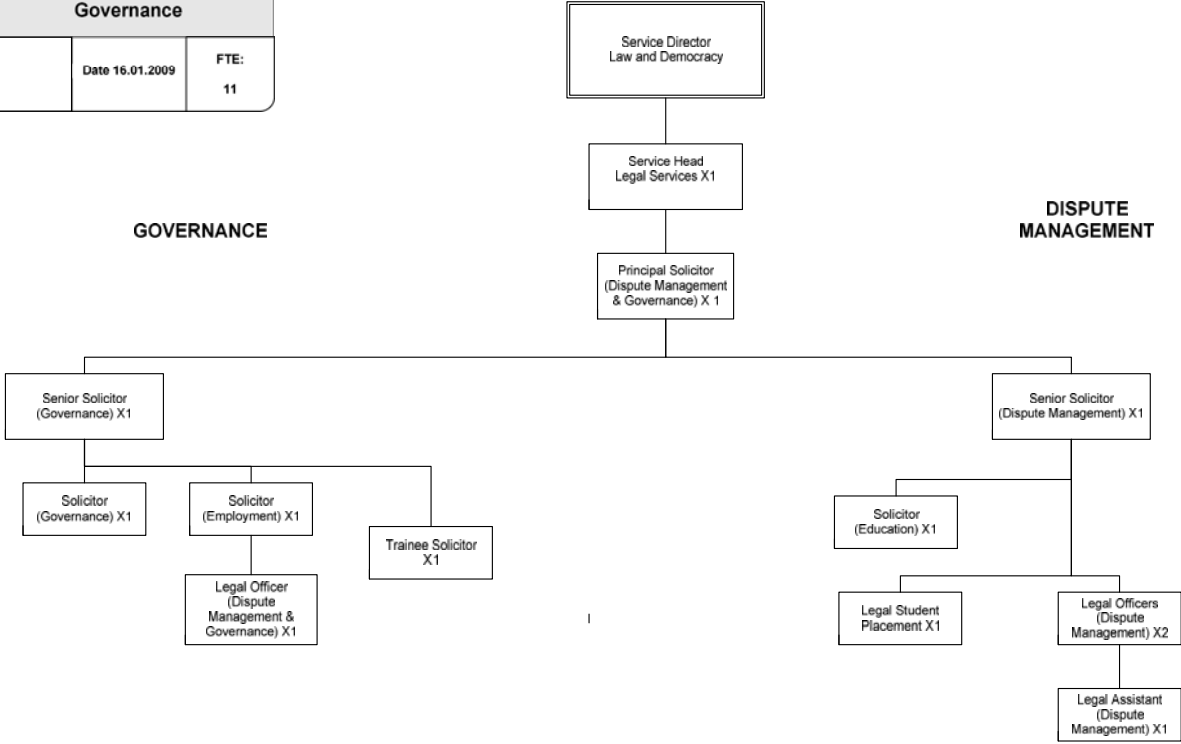 Governance
Date 16.01.2009
FTE:
11
Service Director
Law and Democracy
Service Head
Legal Services X1
GOVERNANCE
DISPUTE
MANAGEMENT
Principal Solicitor
(Dispute Management
& Governance) X 1
Senior Solicitor
(Governance) X1
Senior Solicitor
(Dispute Management) X1
Solicitor
(Governance) X1
Solicitor
(Employment) X1
Trainee Solicitor
X1
Legal Officer
(Dispute
Management &
Governance) X1
Solicitor
(Education) X1
Legal Student
Placement X1
Legal Officers
(Dispute
Management) X2
Legal Assistant
(Dispute
Management) X1